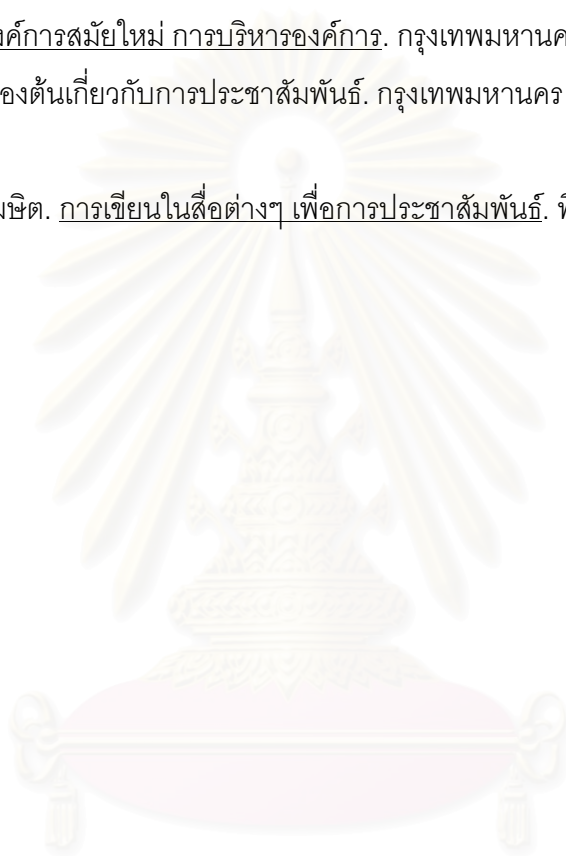 งค์การสมัยใหม่ การบริหารองค์การ. กรุงเทพมหานค
องต้นเกี่ยวกับการประชาสัมพันธ์. กรุงเทพมหานคร
มษิต. การเขียนในสื่อต่างๆ เพื่อการประชาสัมพันธ์. พิ